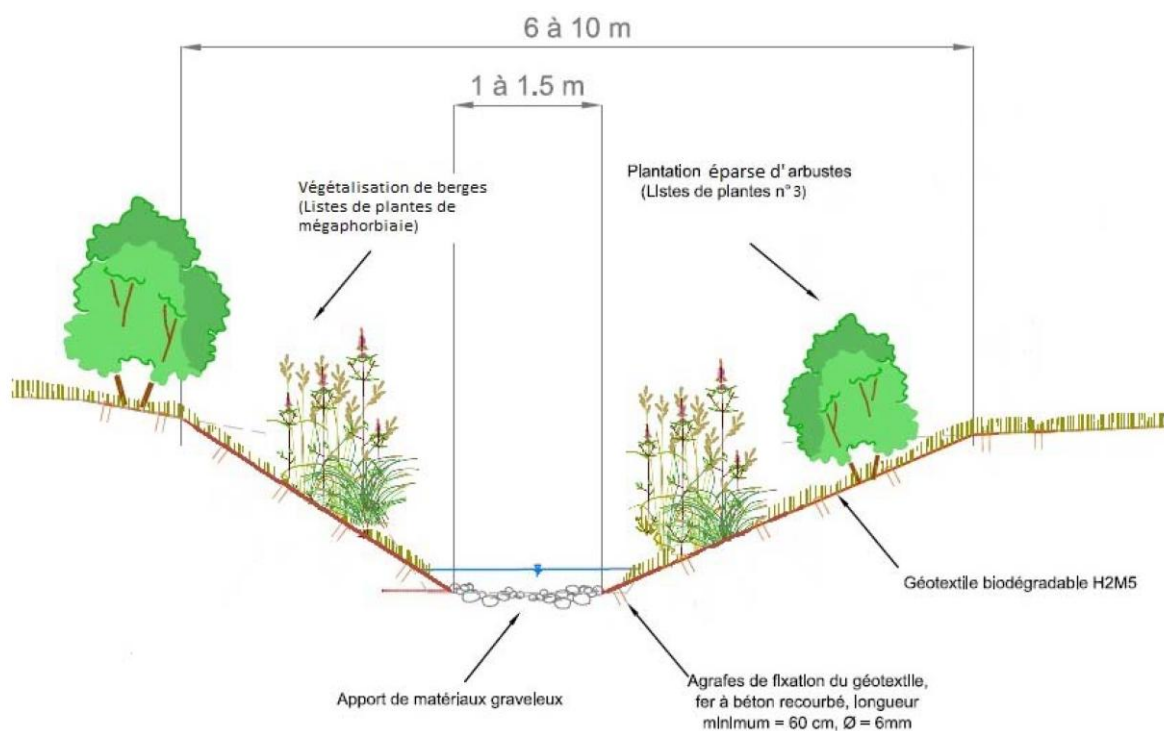 6 à 10 m
1 à 1.5 m
Végétalisation de berges
(Listes de plantes de
mégaphorbiaie)
Plantation éparse d'arbustes
(Listes de plantes n°3)
Géotextile biodégradable H2M5
Apport de matériaux graveleux
Agrafes de fixation du géotextile,
fer à béton recourbé, longueur
minimum = 60 cm, Ø = 6mm